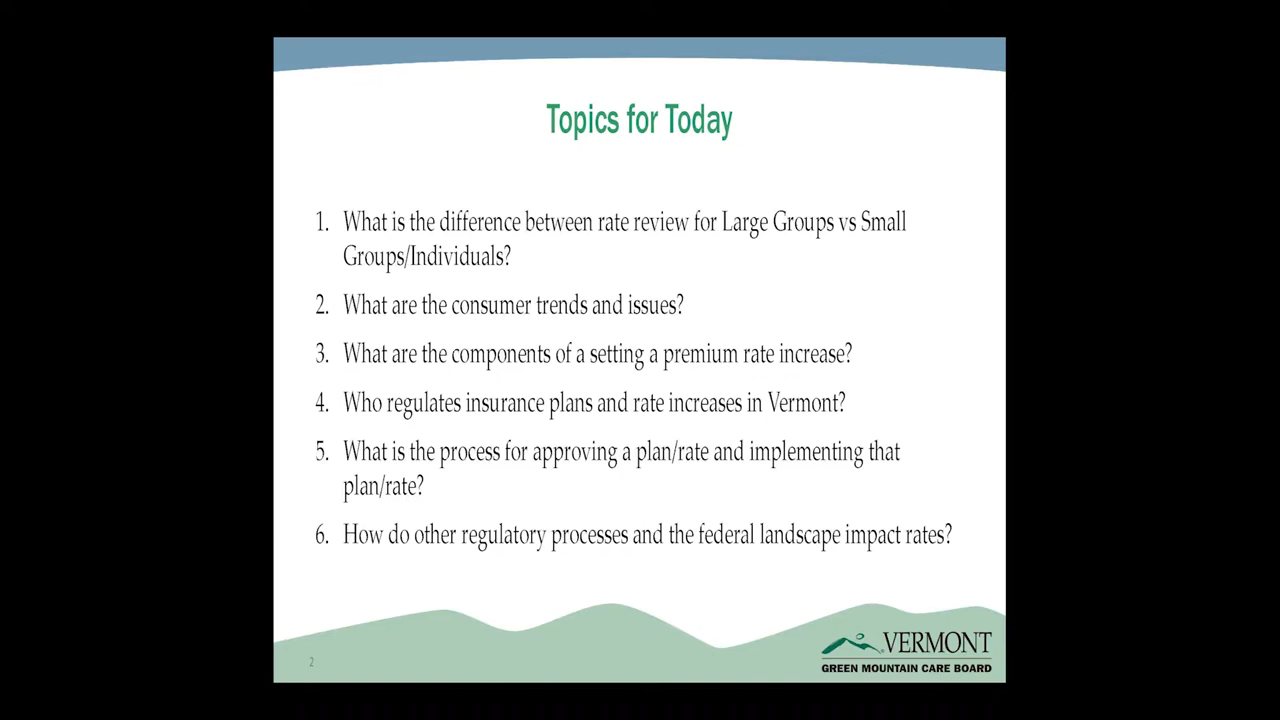 Topics for Today
1. What is the difference between rate review for Large Groups vs Small
Groups/Individuals?
2. What are the consumer trends and issues?
3. What are the components of a setting a premium rate increase?
4. Who regulates insurance plans and rate increases in Vermont?
5. What is the process for approving a plan/rate and implementing that
plan/rate?
6. How do other regulatory processes and the federal landscape impact rates?
2
VERMONT
GREEN MOUNTAIN CARE BOARD